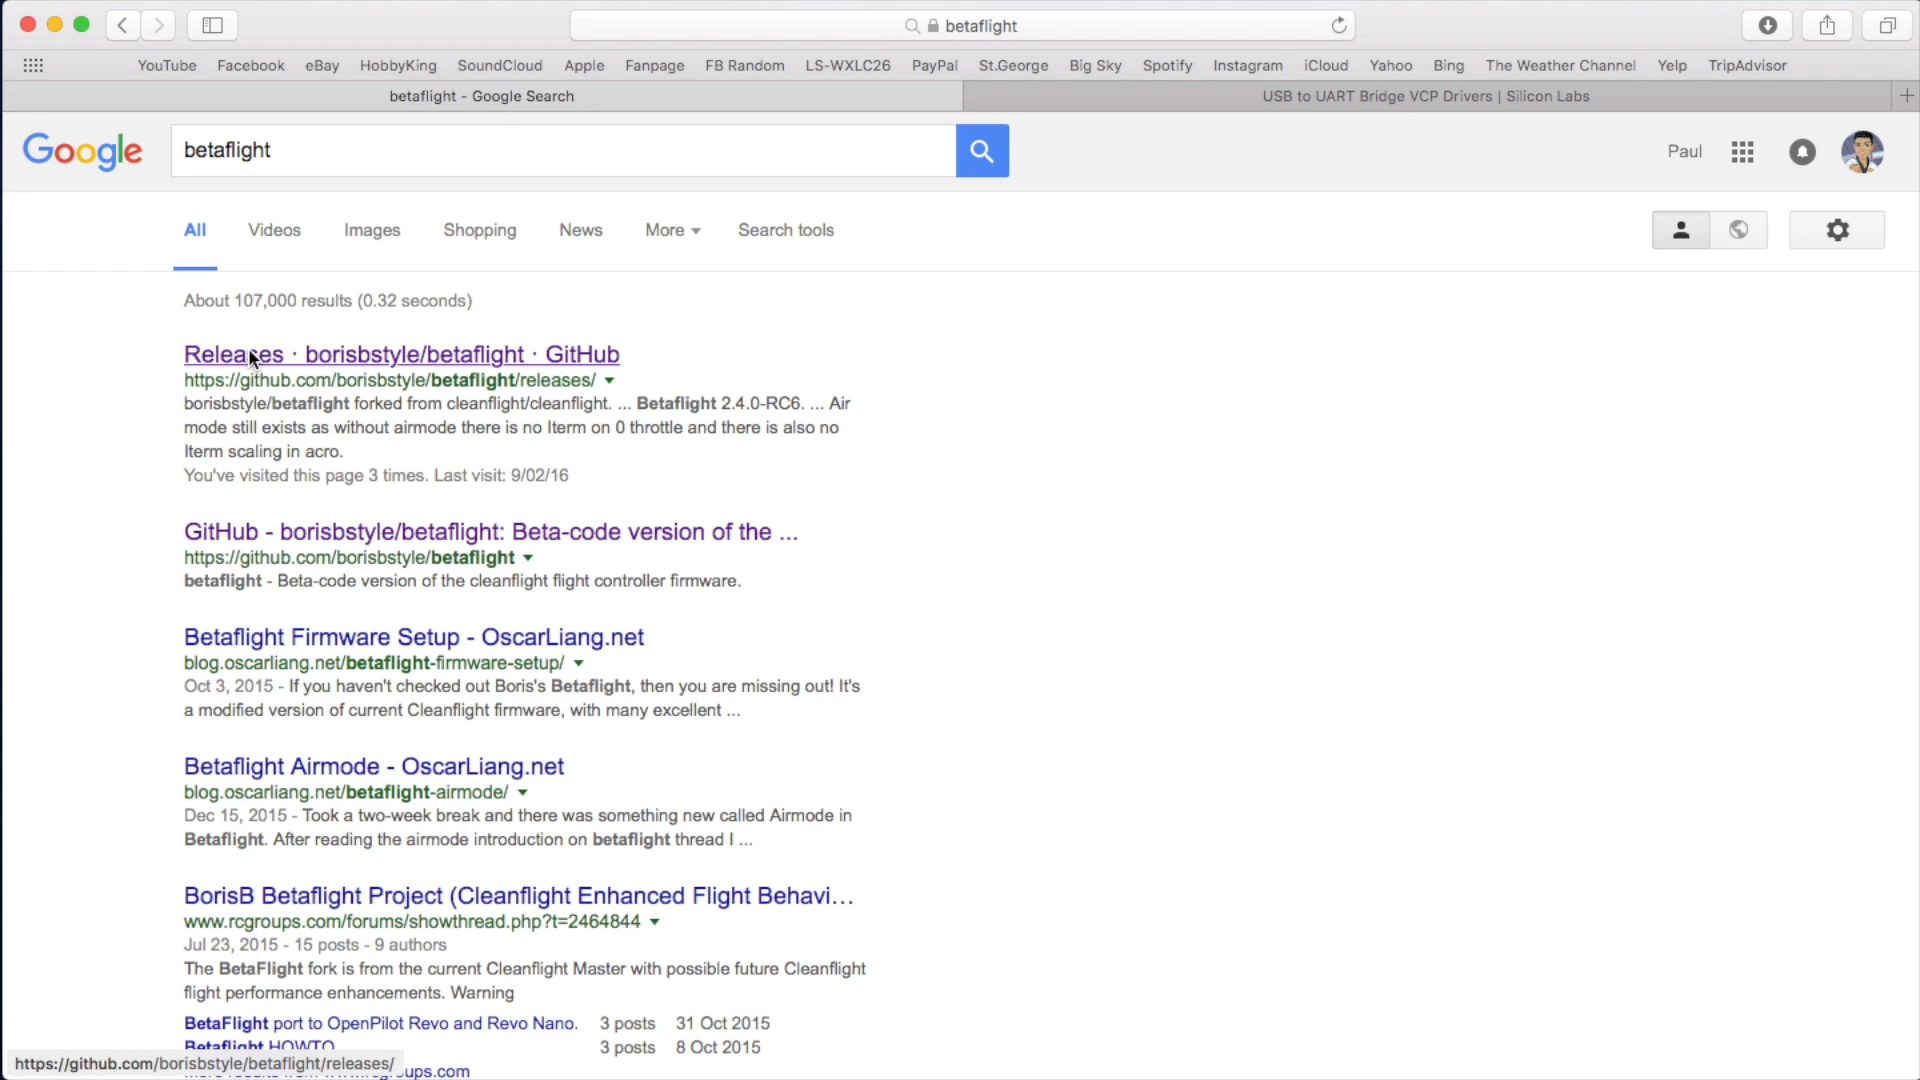 betaflight
YouTube Facebook eBay HobbyKing SoundCloud Apple Fanpage FB Random LS-WXLC26 PayPal St.George Big Sky Spotify Instagram iCloud Yahoo Bing The Weather Channel Yelp TripAdvisor
betaflight - Google Search USB to UART Bridge VCP Drivers | Silicon Labs
Google betaflight Paul
All Videos Images Shopping News More Search tools
About 107,000 results (0.32 seconds)
Releases · borisbstyle/betaflight · GitHub
https://github.com/borisbstyle/betaflight/releases/
borisbstyle/betaflight forked from cleanflight/cleanflight. ... Betaflight 2.4.0-RC6. ... Air
mode still exists as without airmode there is no Iterm on 0 throttle and there is also no
Iterm scaling in acro.
You've visited this page 3 times. Last visit: 9/02/16
GitHub - borisbstyle/betaflight: Beta-code version of the ...
https://github.com/borisbstyle/betaflight
betaflight - Beta-code version of the cleanflight flight controller firmware.
Betaflight Firmware Setup - OscarLiang.net
blog.oscarliang.net/betaflight-firmware-setup/
Oct 3, 2015 - If you haven't checked out Boris's Betaflight, then you are missing out! It's
a modified version of current Cleanflight firmware, with many excellent ...
Betaflight Airmode - OscarLiang.net
blog.oscarliang.net/betaflight-airmode/
Dec 15, 2015 - Took a two-week break and there was something new called Airmode in
Betaflight. After reading the airmode introduction on betaflight thread I ...
BorisB Betaflight Project (Cleanflight Enhanced Flight Behavi...
www.rcgroups.com/forums/showthread.php?t=2464844
Jul 23, 2015 - 15 posts - 9 authors
The BetaFlight fork is from the current Cleanflight Master with possible future Cleanflight
flight performance enhancements. Warning
BetaFlight port to OpenPilot Revo and Revo Nano. 3 posts 31 Oct 2015
Betaflight HOWTO 3 posts 8 Oct 2015
https://github.com/borisbstyle/betaflight/releases/